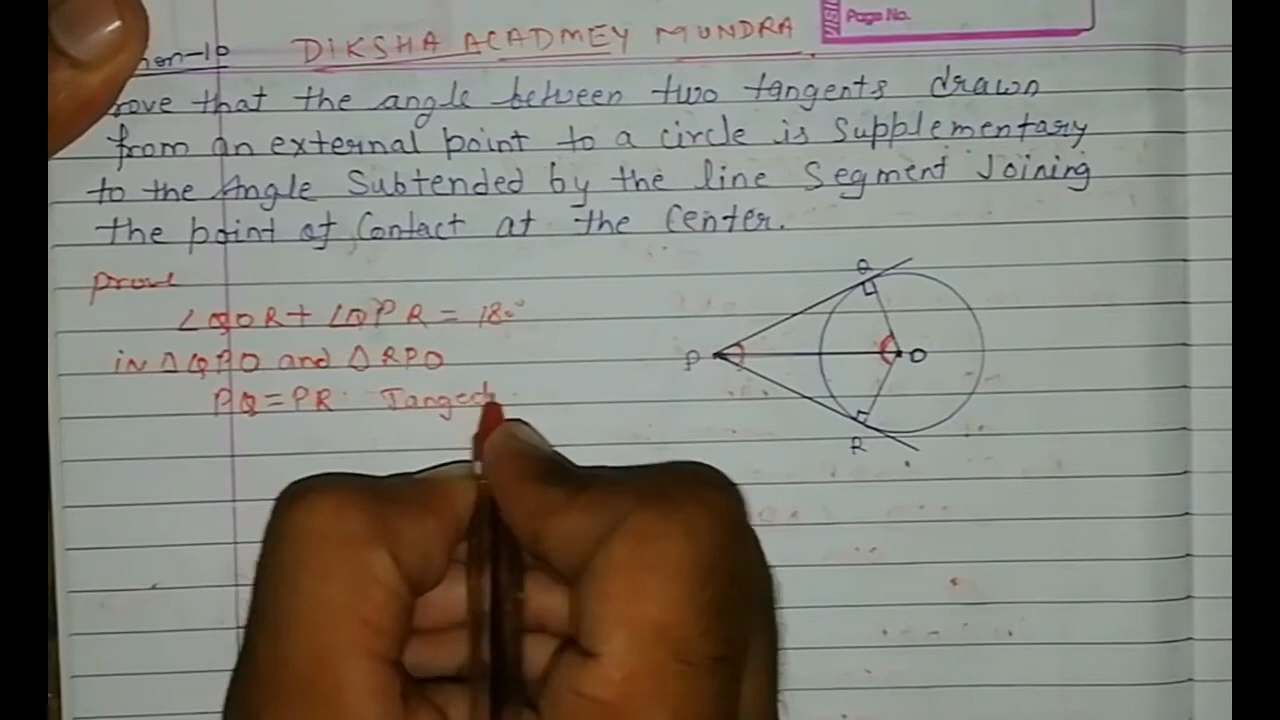 DIKSHA ACADMEY MUNDRA
Page No.
rove that the angle between two tangents drawn
from an external point to a circle is supplementary
to the Angle Subtended by the line Segment Joining
the point of Contact at the Center.
Prove
∠QOR + ∠QPR = 180°
in △QPO and △RPO
PQ = PR
Q
P
O
R